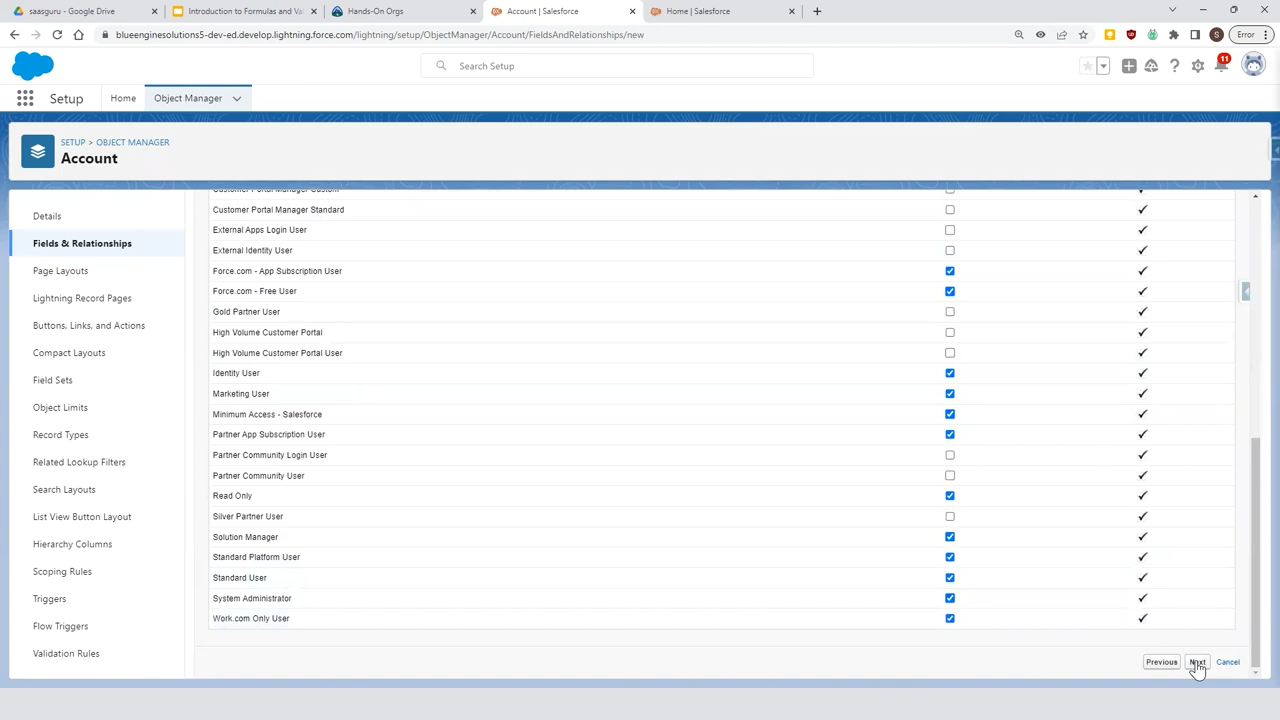 saasguru - Google Drive
Introduction to Formulas and Val
Hands-On Orgs
Account | Salesforce
Home | Salesforce
blueenginesolutions5-dev-ed.develop.lightning.force.com/lightning/setup/ObjectManager/Account/FieldsAndRelationships/new
S
Error
Search Setup
11
Setup
Home
Object Manager
SETUP > OBJECT MANAGER
Account
Details
Fields & Relationships
Page Layouts
Lightning Record Pages
Buttons, Links, and Actions
Compact Layouts
Field Sets
Object Limits
Record Types
Related Lookup Filters
Search Layouts
List View Button Layout
Hierarchy Columns
Scoping Rules
Triggers
Flow Triggers
Validation Rules
Customer Portal Manager Custom
Customer Portal Manager Standard
External Apps Login User
External Identity User
Force.com - App Subscription User
Force.com - Free User
Gold Partner User
High Volume Customer Portal
High Volume Customer Portal User
Identity User
Marketing User
Minimum Access - Salesforce
Partner App Subscription User
Partner Community Login User
Partner Community User
Read Only
Silver Partner User
Solution Manager
Standard Platform User
Standard User
System Administrator
Work.com Only User
Previous
Next
Cancel